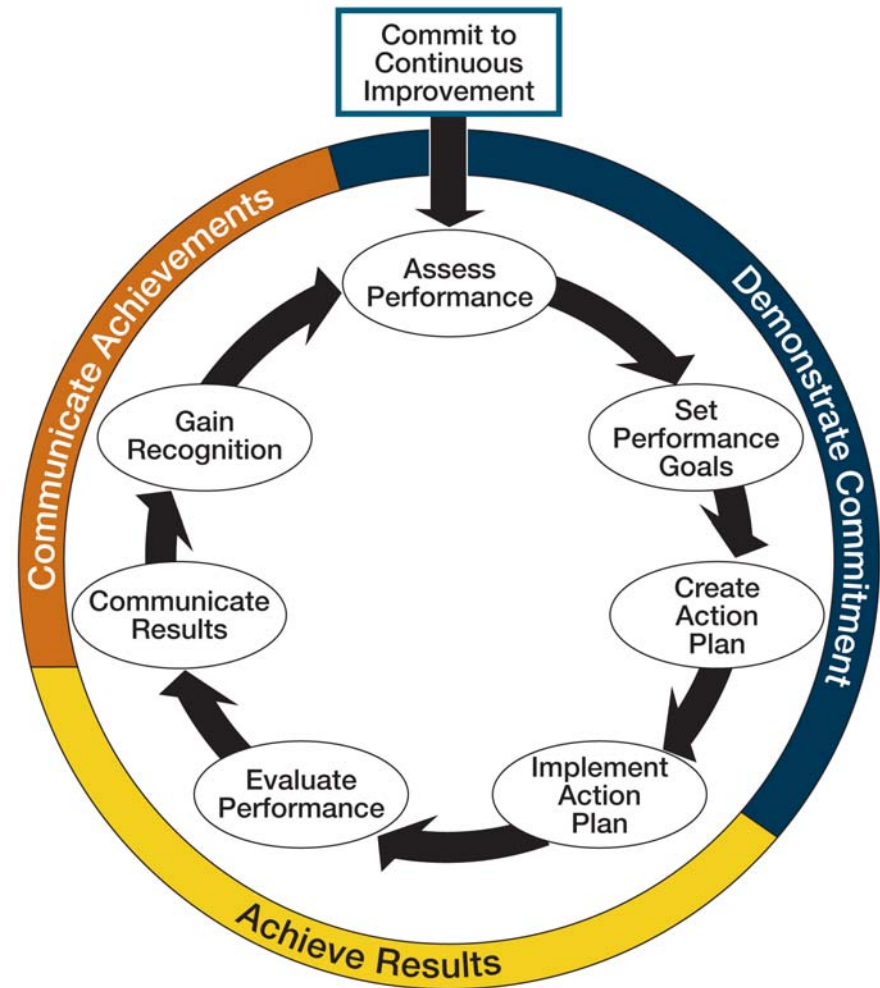 Commit to
Continuous
Improvement
Assess
Performance
Set
Performance
Goals
Create
Action
Plan
Implement
Action
Plan
Evaluate
Performance
Communicate
Results
Gain
Recognition
Demonstrate Commitment
Achieve Results
Communicate Achievements